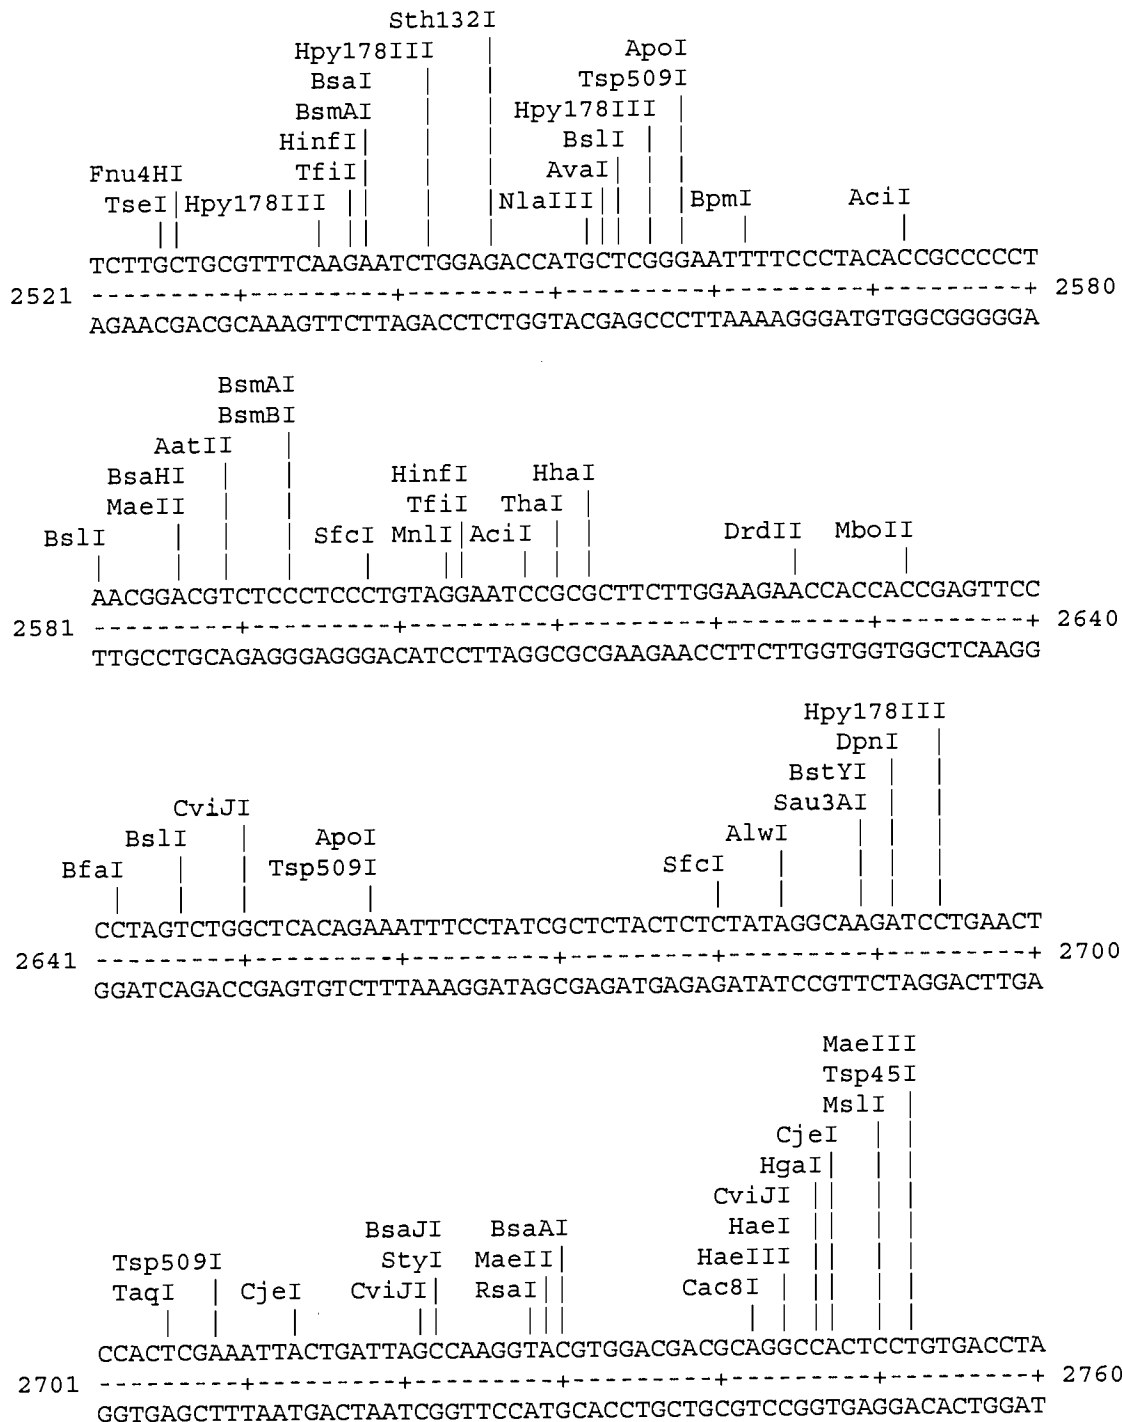 Sth132I
Hpy178III ApoI
BsaI Tsp509I
BsmAI Hpy178III
HinfI BslI
Fnu4HI TfiI AvaI
TseI Hpy178III NlaIII BpmI AciI
TCTTGCTGCGTTTCAAGAATCTGGAGACCATGCTCGGGAATTTTCCCTACACCGCCCCCT
2521 ---------+---------+---------+---------+---------+---------+ 2580
AGAACGACGCAAAGTTCTTAGACCTCTGGTACGAGCCCTTAAAAGGGATGTGGCGGGGGA
BsmAI
BsmBI
AatII
BsaHI HinfI HhaI
MaeII TfiI ThaI
BslI SfcI MnlI AciI DrdII MboII
AACGGACGTCTCCCTCCCTGTAGGAATCCGCGCTTCTTGGAAGAACCACCACCGAGTTCC
2581 ---------+---------+---------+---------+---------+---------+ 2640
TTGCCTGCAGAGGGAGGGACATCCTTAGGCGCGAAGAACCTTCTTGGTGGTGGCTCAAGG
Hpy178III
DpnI
BstYI
CviJI Sau3AI
BslI ApoI AlwI
BfaI Tsp509I SfcI
CCTAGTCTGGCTCACAGAAATTTCCTATCGCTCTACTCTCTATAGGCAAGATCCTGAACT
2641 ---------+---------+---------+---------+---------+---------+ 2700
GGATCAGACCGAGTGTCTTTAAAGGATAGCGAGATGAGAGATATCCGTTCTAGGACTTGA
MaeIII
Tsp45I
MslI
CjeI
HgaI
CviJI
BsaJI BsaAI HaeI
Tsp509I StyI MaeII HaeIII
TaqI CjeI CviJI RsaI Cac8I
CCACTCGAAATTACTGATTAGCCAAGGTACGTGGACGACGCAGGCCACTCCTGTGACCTA
2701 ---------+---------+---------+---------+---------+---------+ 2760
GGTGAGCTTTAATGACTAATCGGTTCCATGCACCTGCTGCGTCCGGTGAGGACACTGGAT